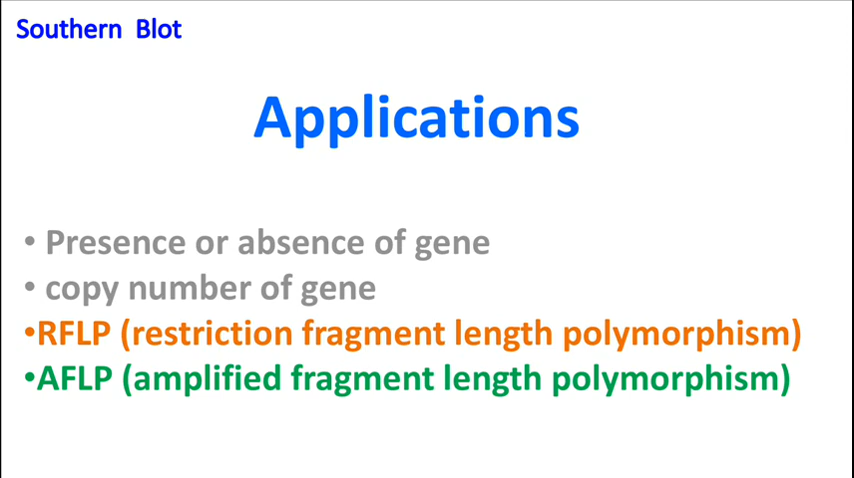 Southern Blot
Applications
• Presence or absence of gene
• copy number of gene
•RFLP (restriction fragment length polymorphism)
•AFLP (amplified fragment length polymorphism)